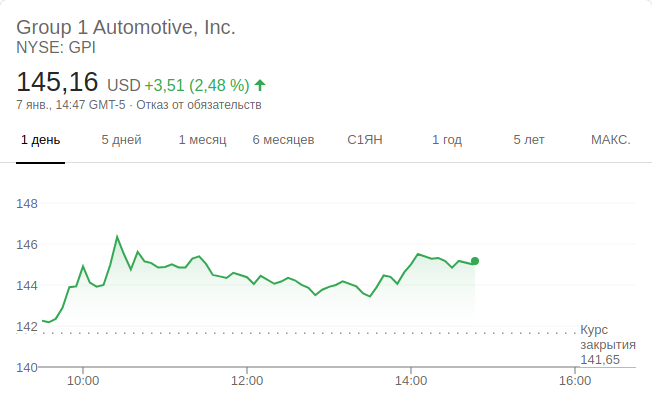 Group 1 Automotive, Inc.
NYSE: GPI
145,16 USD +3,51 (2,48 %)
7 янв., 14:47 GMT-5 · Отказ от обязательств
1 день 5 дней 1 месяц 6 месяцев С1ЯН 1 год 5 лет МАКС.
148
146
144
142
Курс
закрытия
141,65
140
10:00 12:00 14:00 16:00